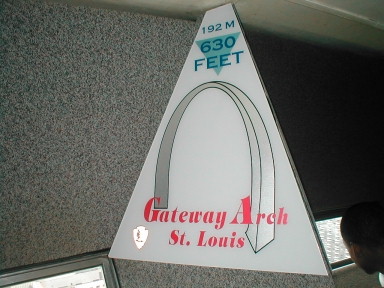 192 M
630
FEET
Gateway Arch
St. Louis